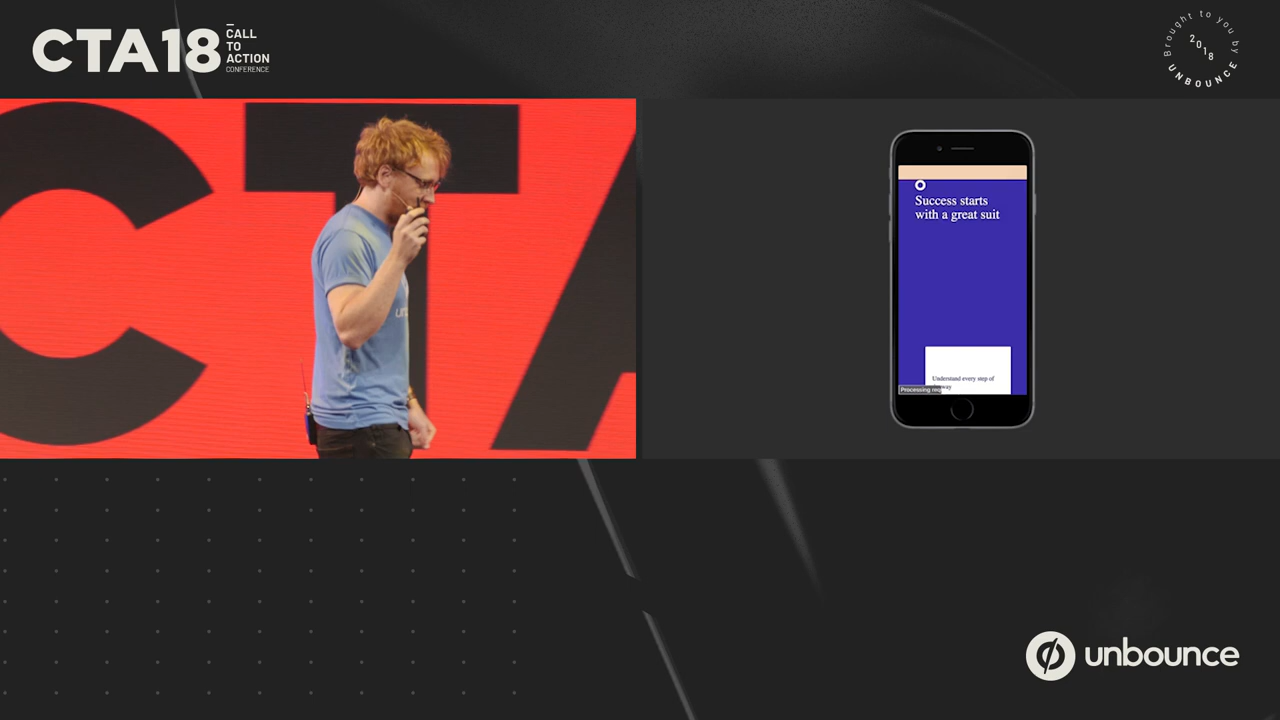 CTA18
CALL
TO
ACTION
CONFERENCE
Brought to you by
2018
UNBOUNCE
CTA
Success starts
with a great suit
Understand every step of
way
unbounce